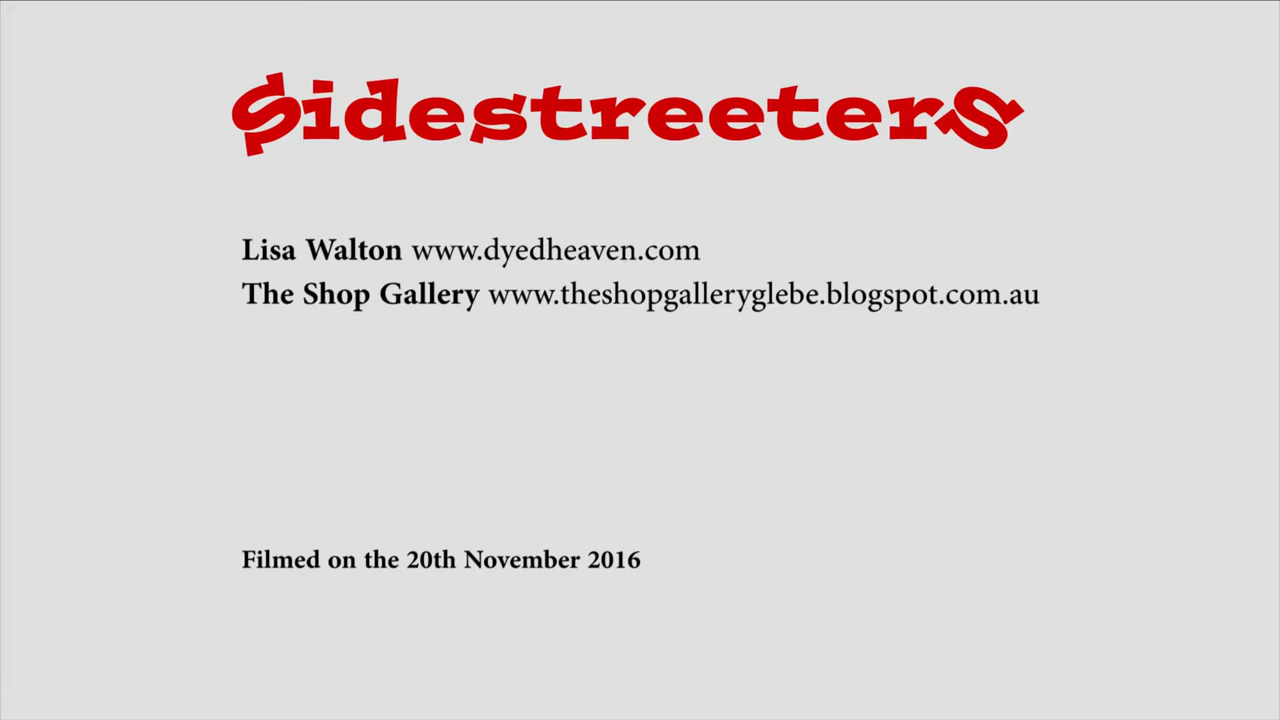 Sidestreeters
Lisa Walton www.dyedheaven.com
The Shop Gallery www.theshopgalleryglebe.blogspot.com.au
Filmed on the 20th November 2016